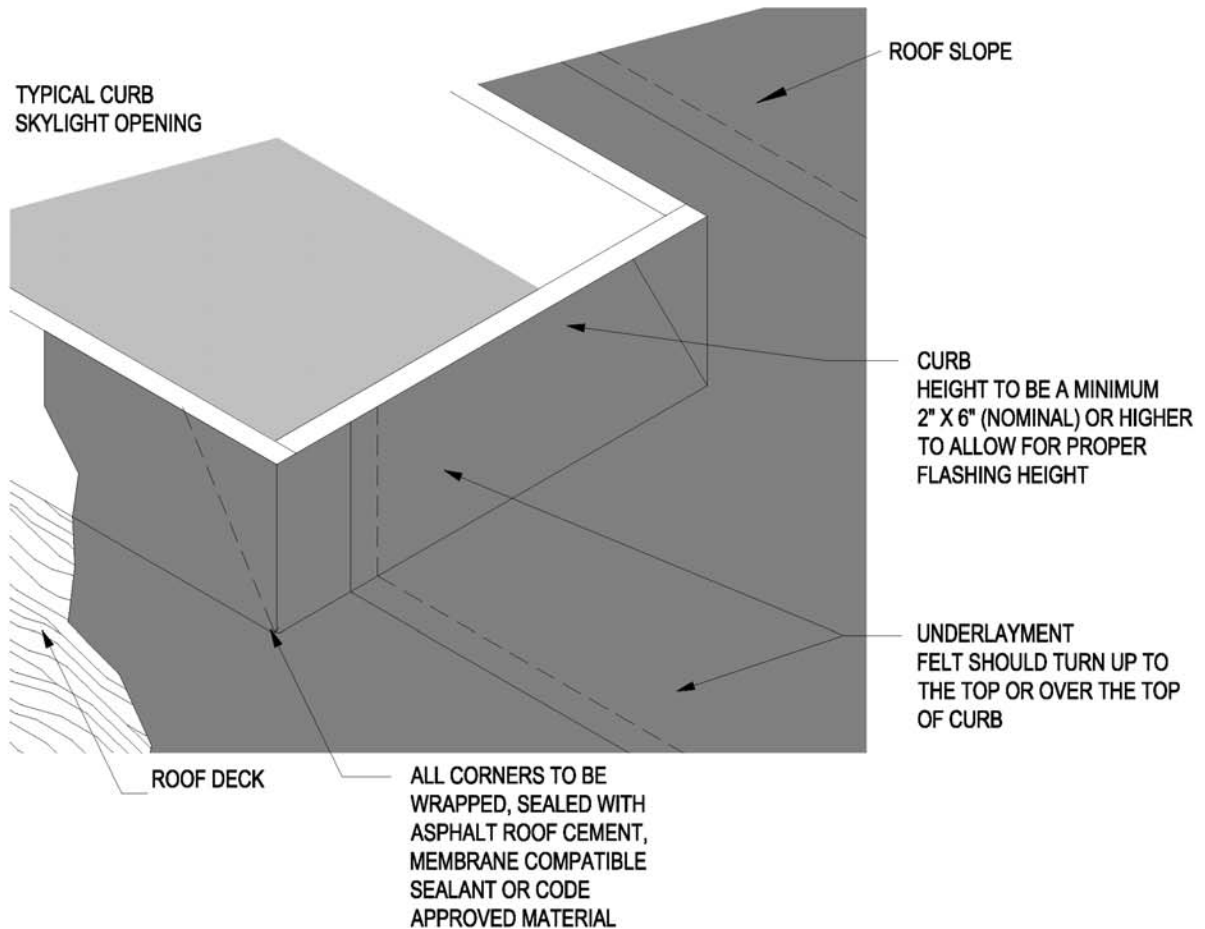 ROOF SLOPE
TYPICAL CURB
SKYLIGHT OPENING
CURB
HEIGHT TO BE A MINIMUM
2" X 6" (NOMINAL) OR HIGHER
TO ALLOW FOR PROPER
FLASHING HEIGHT
UNDERLAYMENT
FELT SHOULD TURN UP TO
THE TOP OR OVER THE TOP
OF CURB
ROOF DECK
ALL CORNERS TO BE
WRAPPED, SEALED WITH
ASPHALT ROOF CEMENT,
MEMBRANE COMPATIBLE
SEALANT OR CODE
APPROVED MATERIAL